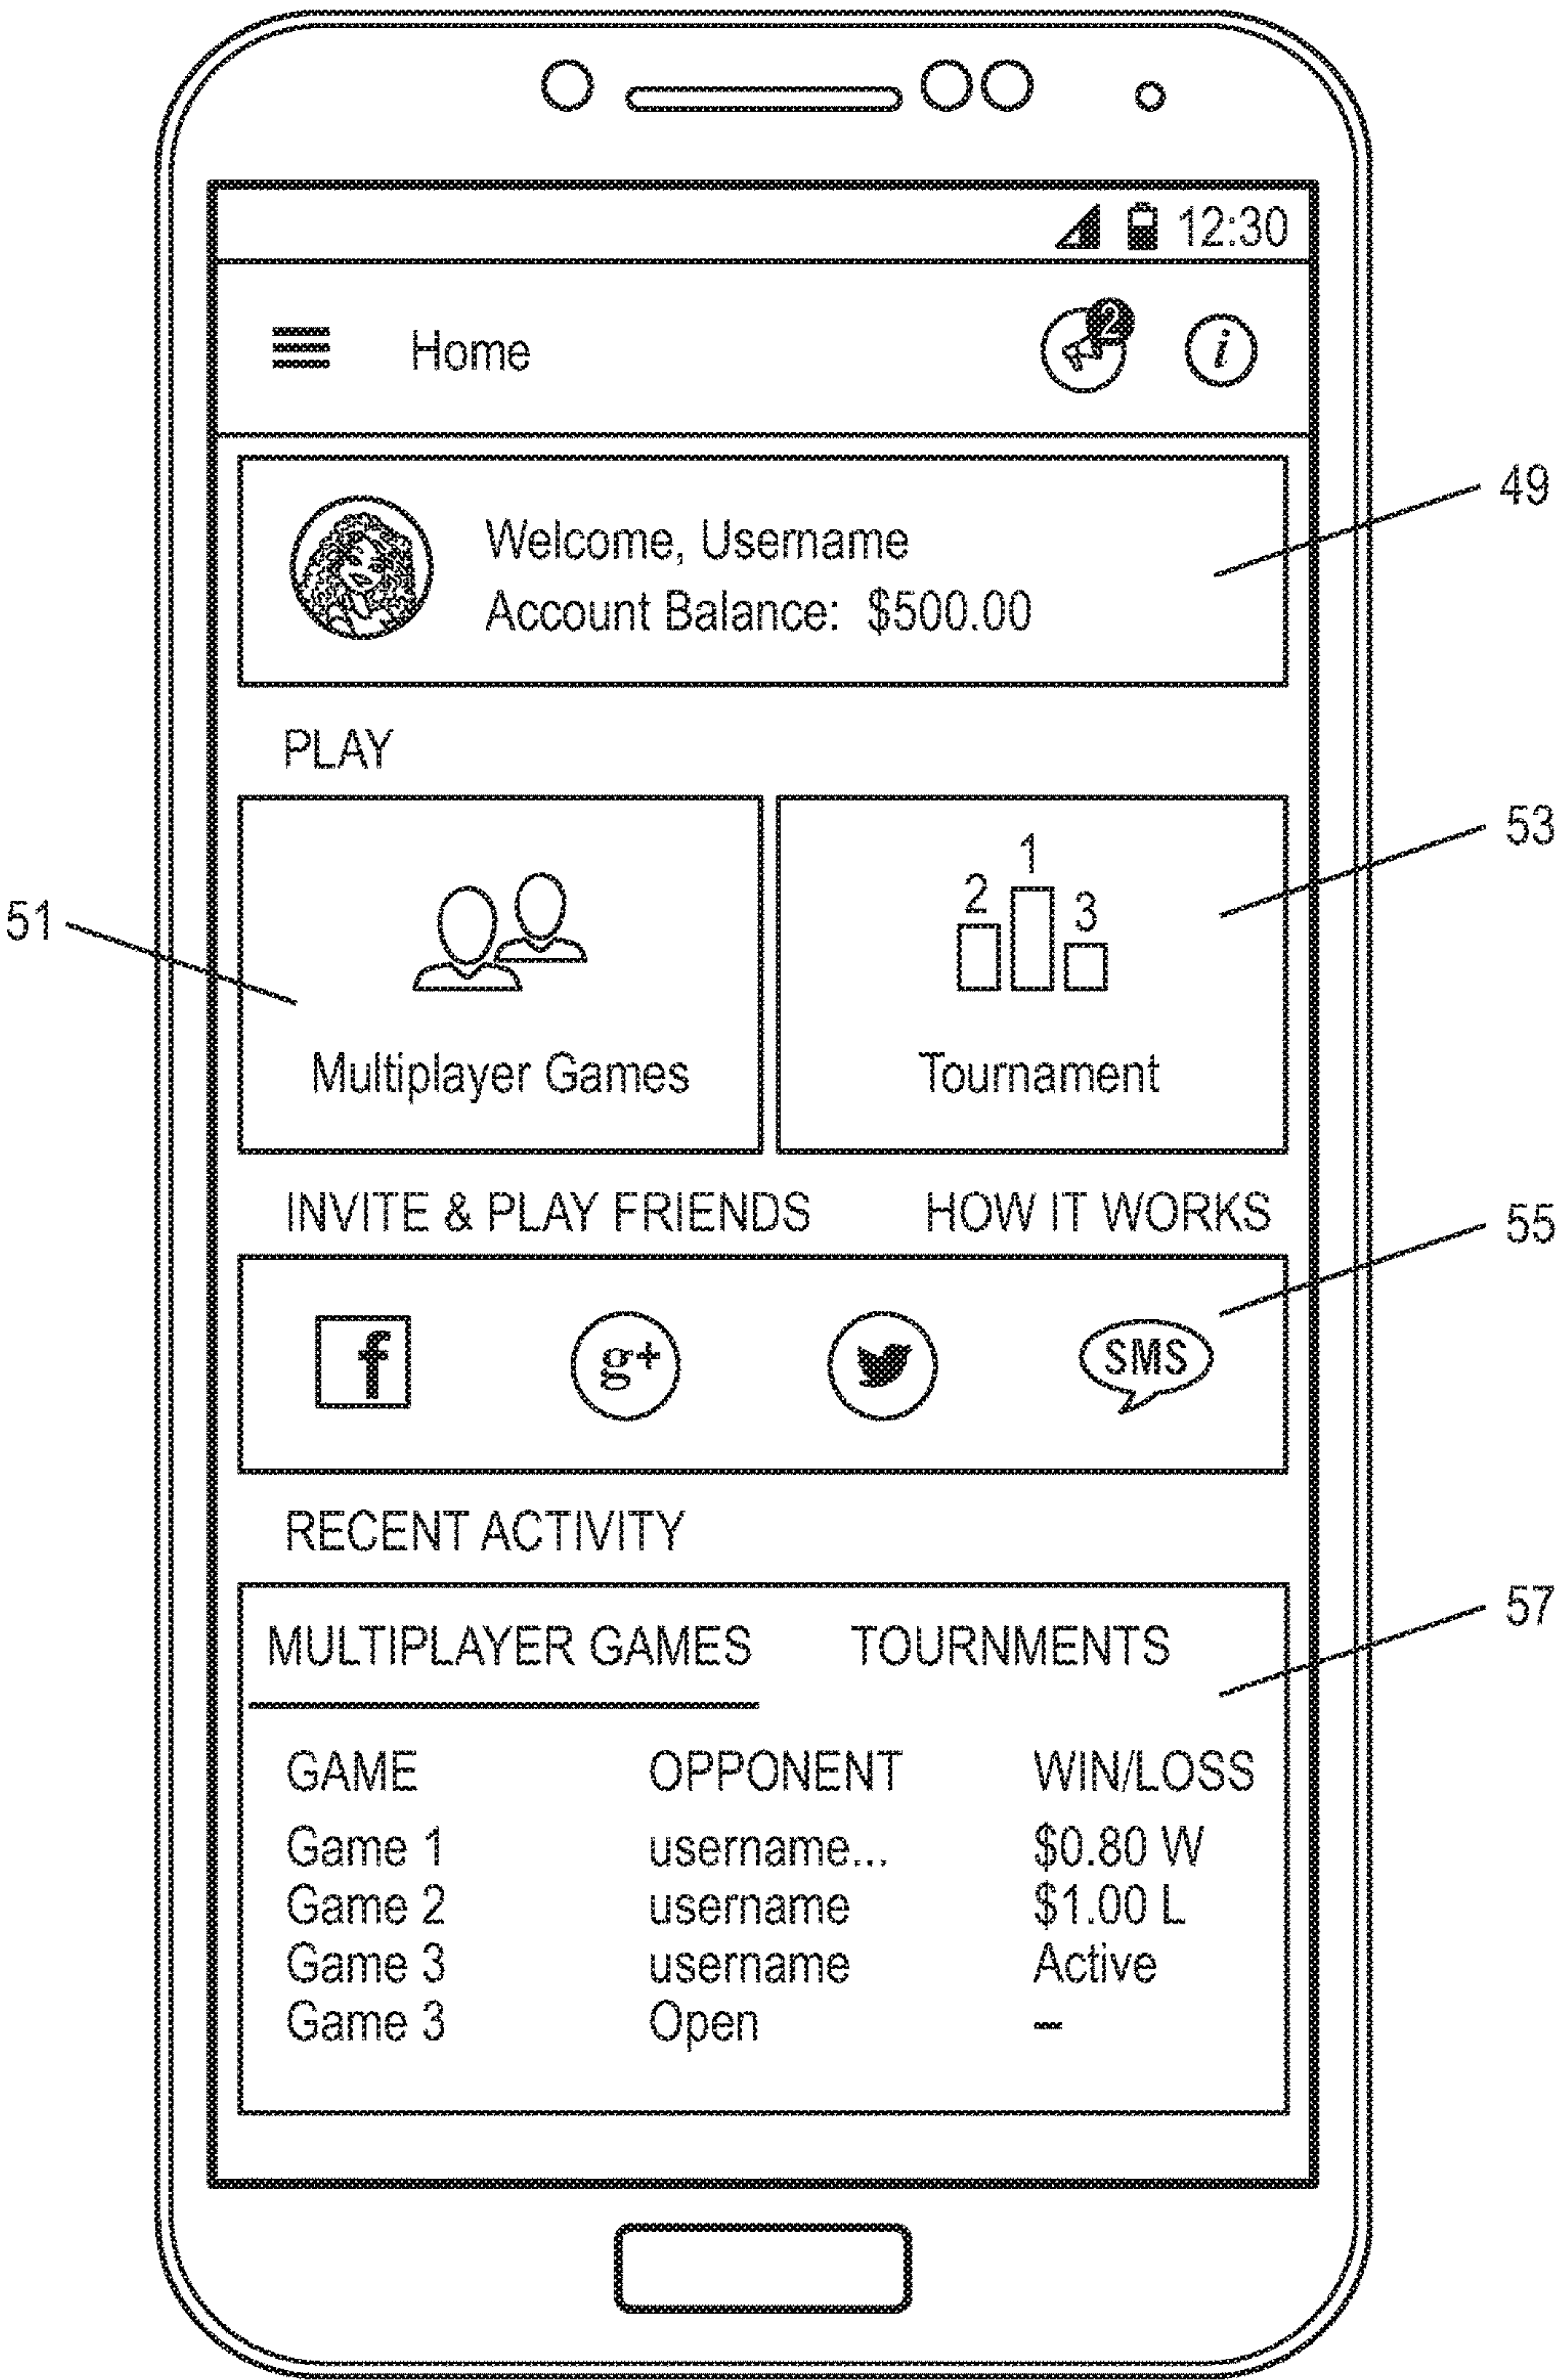 12:30
Home
2
i
Welcome, Username
Account Balance: $500.00
49
PLAY
53
1
2
3
51
Multiplayer Games
Tournament
INVITE & PLAY FRIENDS
HOW IT WORKS
55
f
g+
SMS
RECENT ACTIVITY
57
MULTIPLAYER GAMES
TOURNMENTS
GAME OPPONENT WIN/LOSS
Game 1 username... $0.80 W
Game 2 username $1.00 L
Game 3 username Active
Game 3 Open –